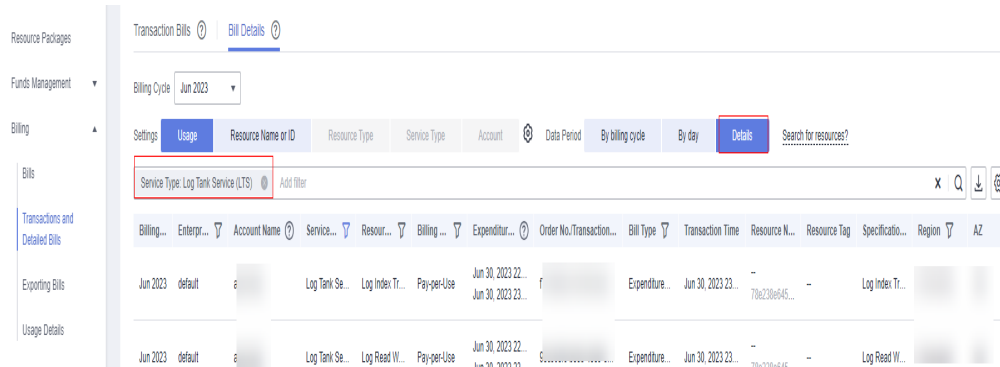 Resource Packages
Funds Management
Billing
Bills
Transactions and
Detailed Bills
Exporting Bills
Usage Details
Transaction Bills
Bill Details
Billing Cycle Jun 2023
Settings Usage Resource Name or ID Resource Type Service Type Account Data Period By billing cycle By day Details Search for resources?
Service Type: Log Tank Service (LTS) Add filter
Billing... Enterpr... Account Name Service... Resour... Billing ... Expenditur... Order No./Transaction... Bill Type Transaction Time Resource N... Resource Tag Specificatio... Region AZ
Jun 2023 default Log Tank Se... Log Index Tr... Pay-per-Use Jun 30, 2023 22... Expenditure... Jun 30, 2023 23... -- -- Log Index Tr...
Jun 30, 2023 23... 78e238e645...
Jun 2023 default Log Tank Se... Log Read W... Pay-per-Use Jun 30, 2023 22... Expenditure... Jun 30, 2023 23... -- -- Log Read W...